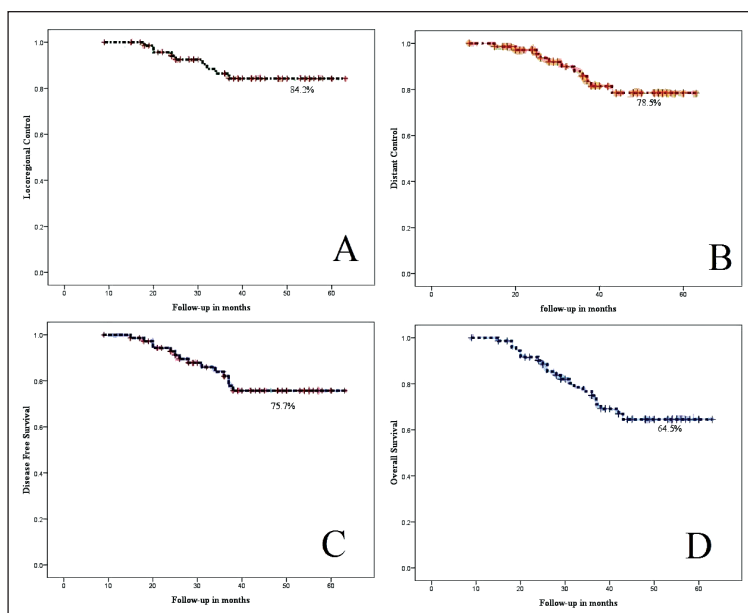 1.0
0.8
0.6
0.4
0.2
0.0
Locoregional Control
84.2%
A
0 10 20 30 40 50 60
Follow-up in months
1.0
0.8
0.6
0.4
0.2
0.0
Distant Control
78.5%
B
0 20 40 60
follow-up in months
1.0
0.8
0.6
0.4
0.2
0.0
Disease Free Survival
75.7%
C
0 10 20 30 40 50 60
Follow-up in months
1.0
0.8
0.6
0.4
0.2
0.0
Overall Survival
64.5%
D
0 10 20 30 40 50 60
Follow-up in months